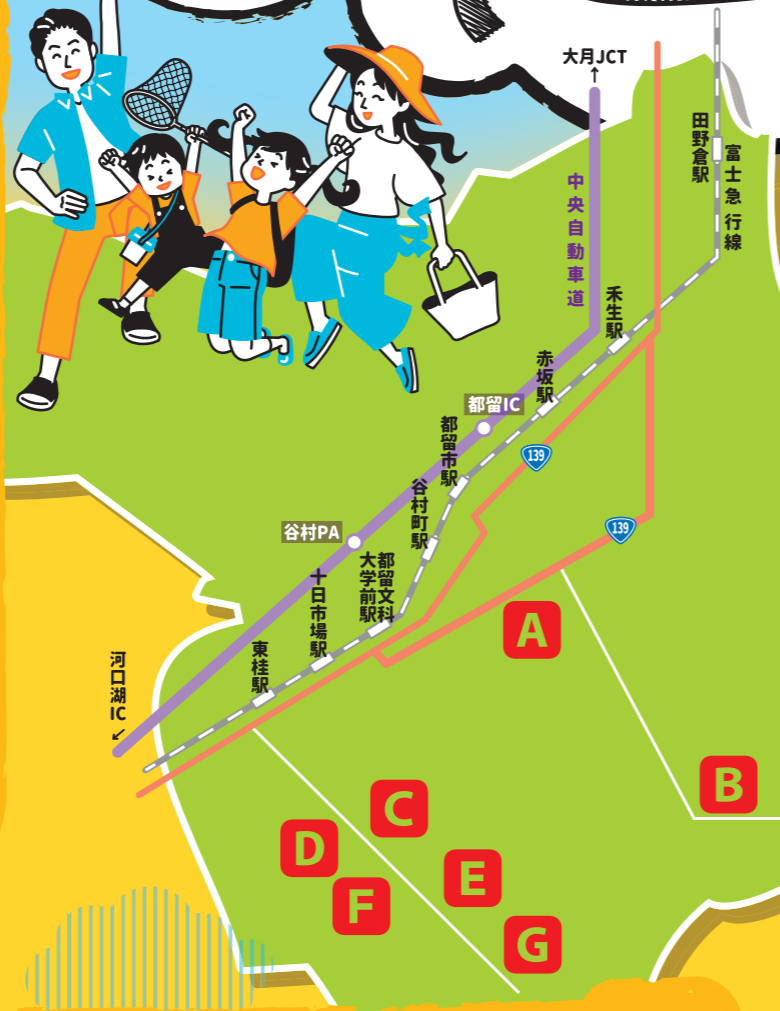 大月JCT
↑
田野倉駅
富士急行線
中央自動車道
禾生駅
赤坂駅
都留IC
都留市駅
139
谷村町駅
139
谷村PA
都留文科
大学前駅
十日市場駅
東桂駅
河口湖IC
↙
A
B
C
D
E
F
G